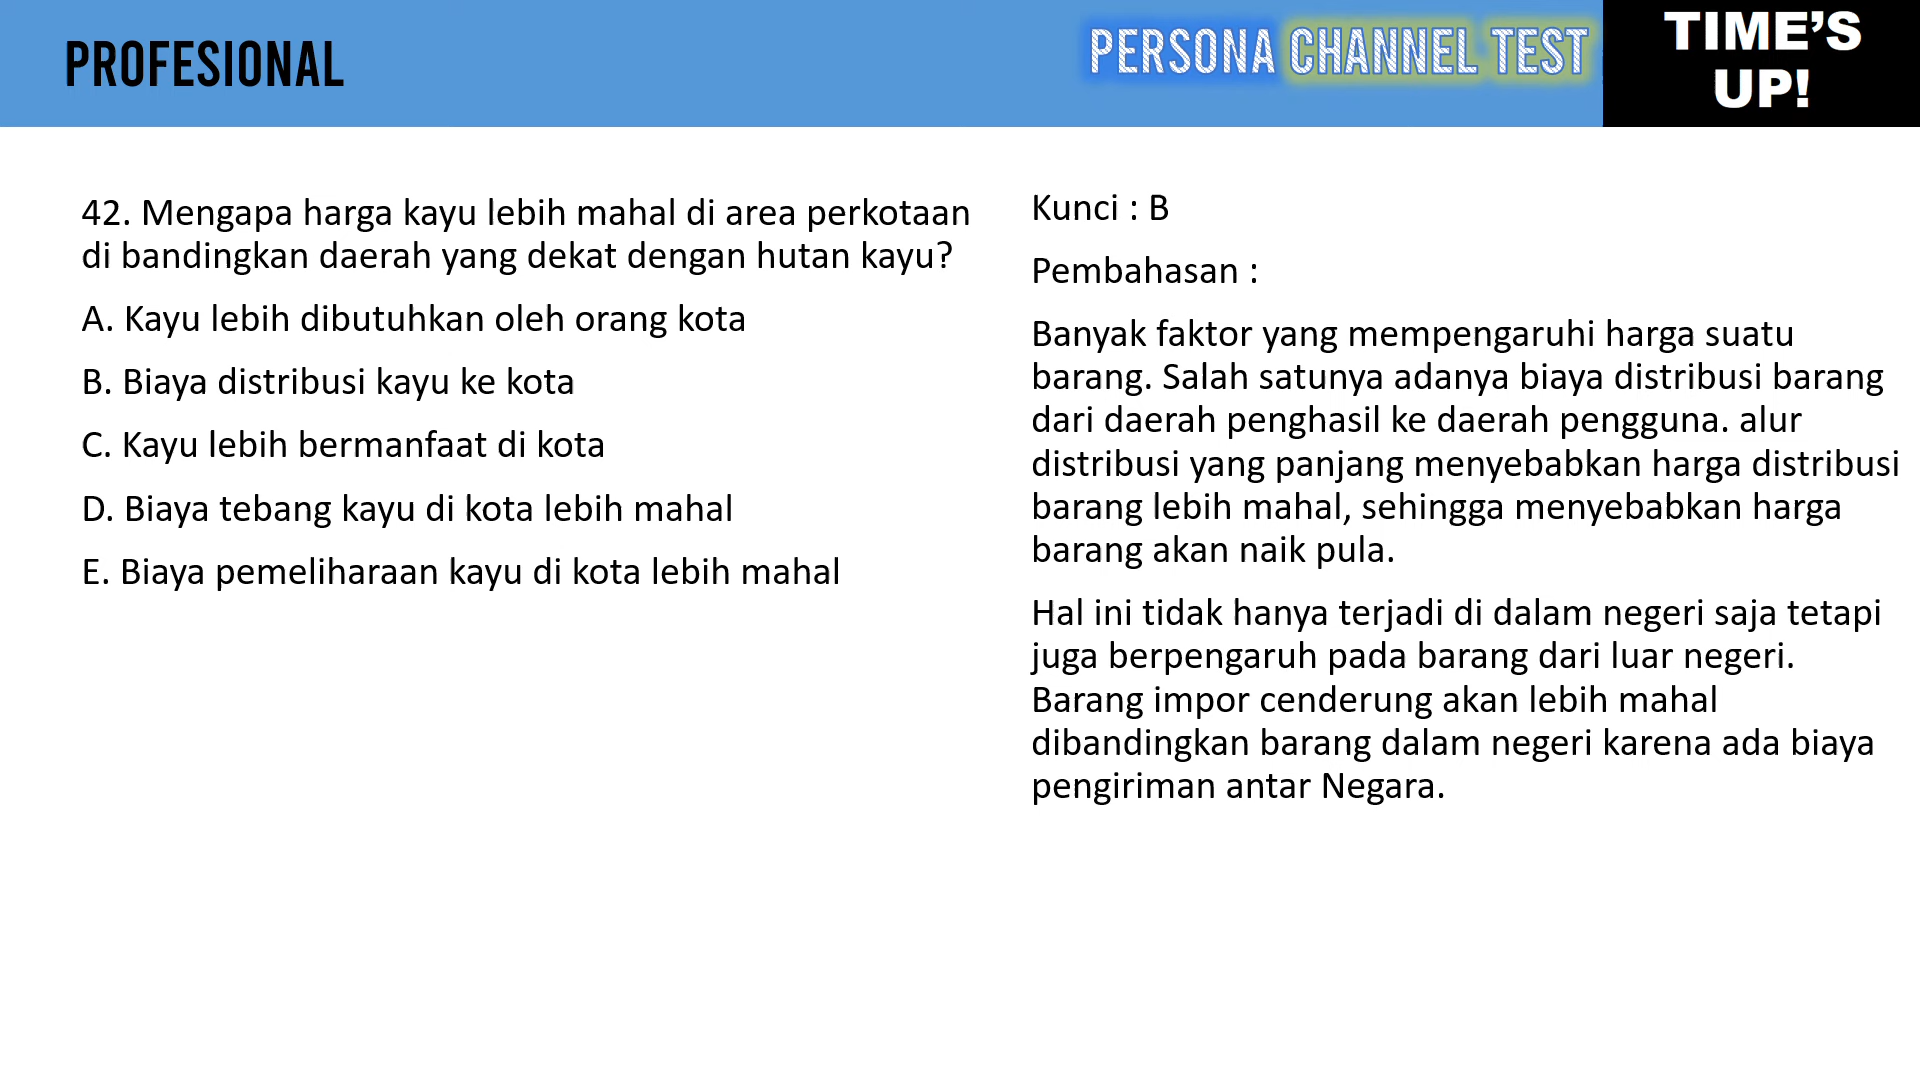 PROFESIONAL
PERSONA CHANNEL TEST
TIME'S
UP!
42. Mengapa harga kayu lebih mahal di area perkotaan
di bandingkan daerah yang dekat dengan hutan kayu?
A. Kayu lebih dibutuhkan oleh orang kota
B. Biaya distribusi kayu ke kota
C. Kayu lebih bermanfaat di kota
D. Biaya tebang kayu di kota lebih mahal
E. Biaya pemeliharaan kayu di kota lebih mahal
Kunci : B
Pembahasan :
Banyak faktor yang mempengaruhi harga suatu
barang. Salah satunya adanya biaya distribusi barang
dari daerah penghasil ke daerah pengguna. alur
distribusi yang panjang menyebabkan harga distribusi
barang lebih mahal, sehingga menyebabkan harga
barang akan naik pula.
Hal ini tidak hanya terjadi di dalam negeri saja tetapi
juga berpengaruh pada barang dari luar negeri.
Barang impor cenderung akan lebih mahal
dibandingkan barang dalam negeri karena ada biaya
pengiriman antar Negara.